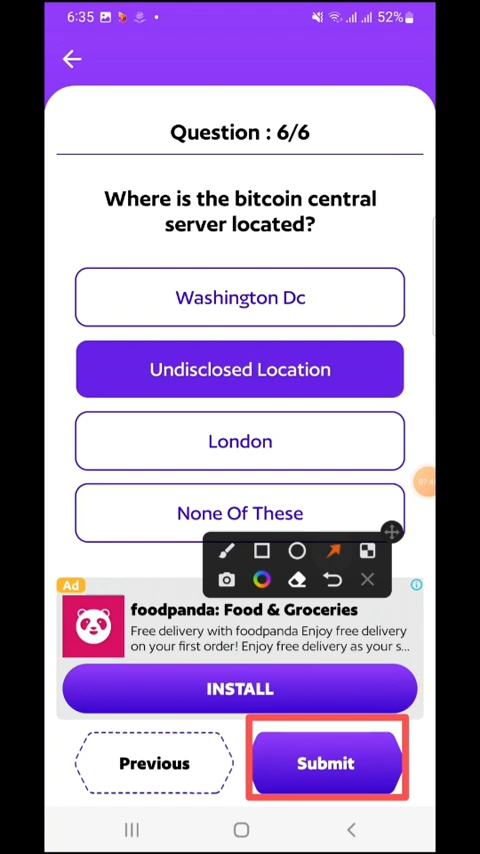 6:35
52%
Question : 6/6
Where is the bitcoin central
server located?
Washington Dc
Undisclosed Location
London
None Of These
Ad
foodpanda: Food & Groceries
Free delivery with foodpanda Enjoy free delivery
on your first order! Enjoy free delivery as your s...
INSTALL
Previous
Submit